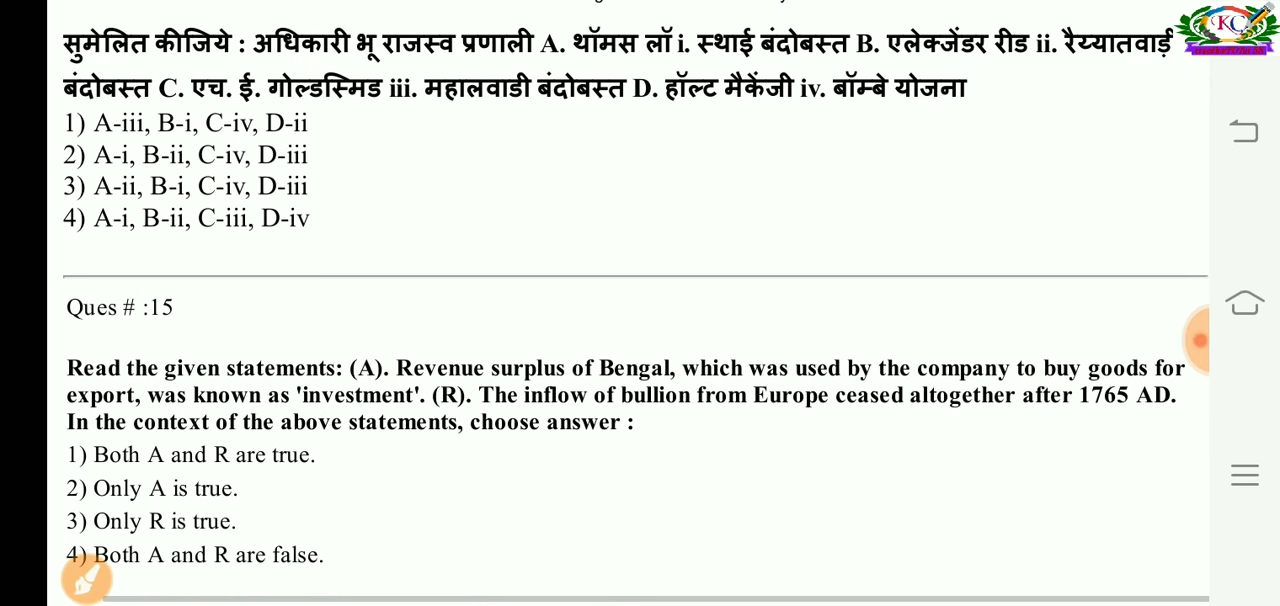 सुमेलित कीजिये : अधिकारी भू राजस्व प्रणाली A. थॉमस लॉ i. स्थाई बंदोबस्त B. एलेक्जेंडर रीड ii. रैय्यातवाड़ी
बंदोबस्त C. एच. ई. गोल्डस्मिड iii. महालवाडी बंदोबस्त D. हॉल्ट मैकेंजी iv. बॉम्बे योजना
1) A-iii, B-i, C-iv, D-ii
2) A-i, B-ii, C-iv, D-iii
3) A-ii, B-i, C-iv, D-iii
4) A-i, B-ii, C-iii, D-iv
Ques # :15
Read the given statements: (A). Revenue surplus of Bengal, which was used by the company to buy goods for
export, was known as 'investment'. (R). The inflow of bullion from Europe ceased altogether after 1765 AD.
In the context of the above statements, choose answer :
1) Both A and R are true.
2) Only A is true.
3) Only R is true.
4) Both A and R are false.
KC